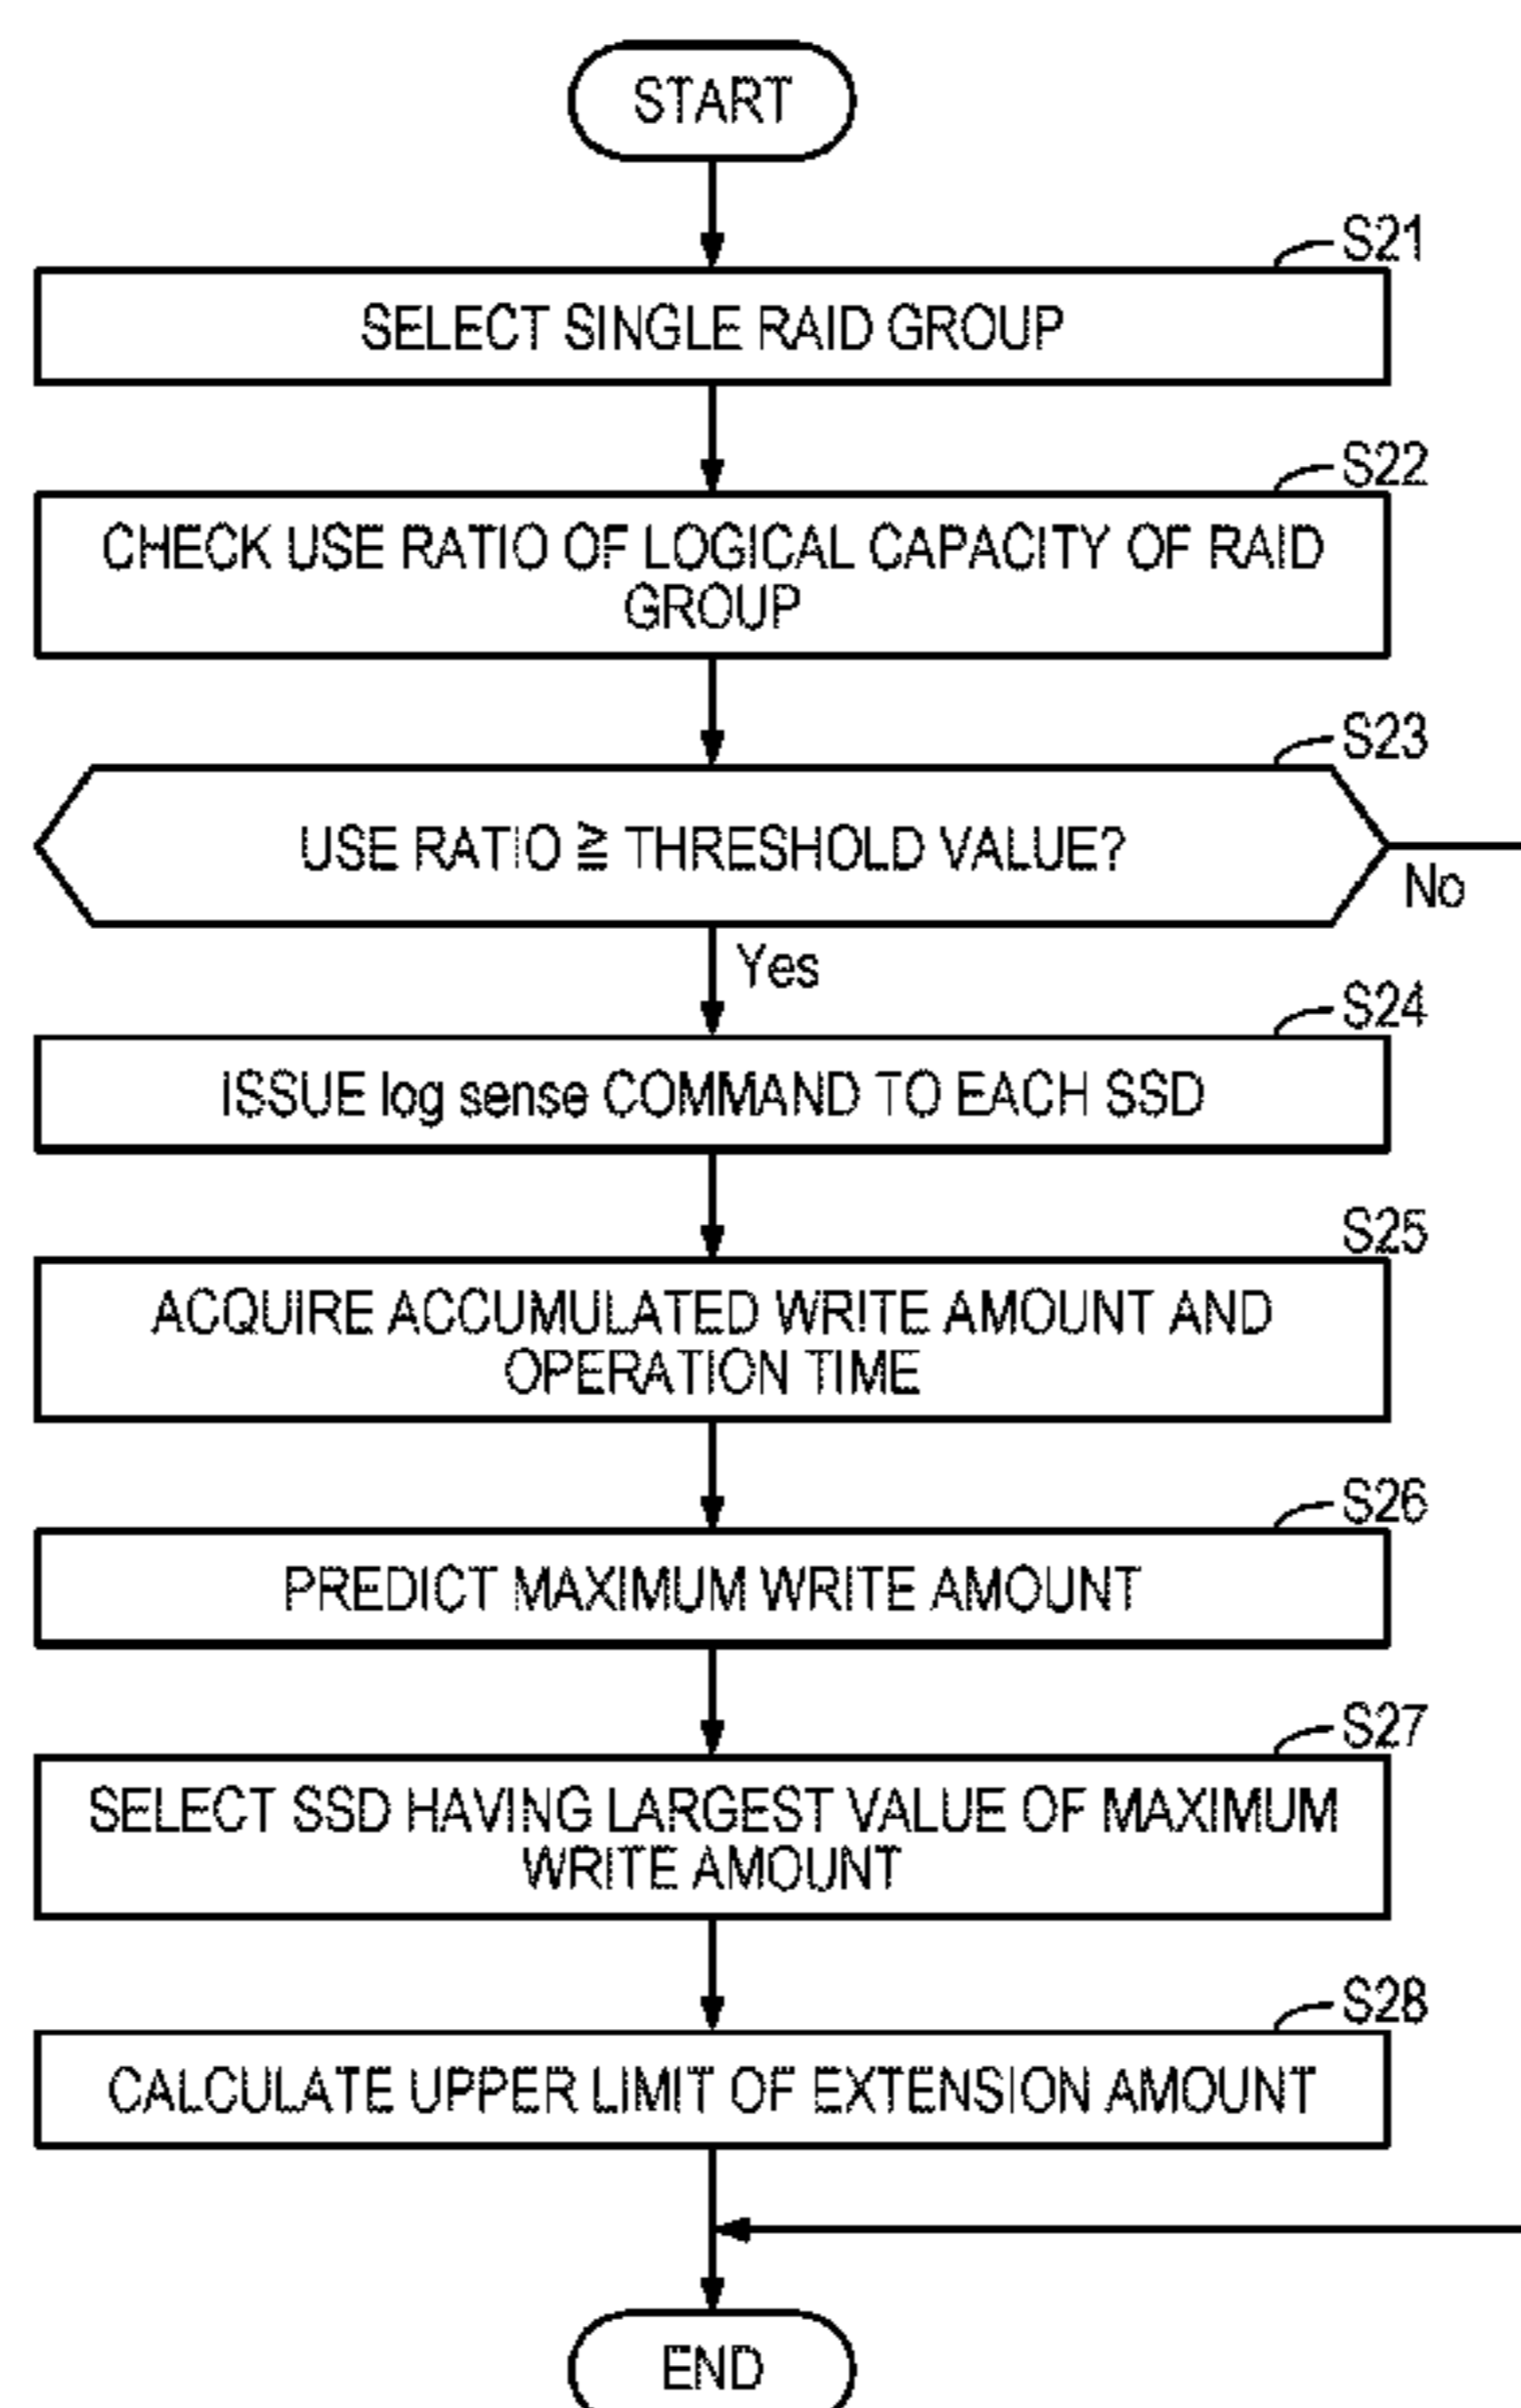 START
S21
SELECT SINGLE RAID GROUP
S22
CHECK USE RATIO OF LOGICAL CAPACITY OF RAID
GROUP
S23
USE RATIO ≧ THRESHOLD VALUE?
No
Yes
S24
ISSUE log sense COMMAND TO EACH SSD
S25
ACQUIRE ACCUMULATED WRITE AMOUNT AND
OPERATION TIME
S26
PREDICT MAXIMUM WRITE AMOUNT
S27
SELECT SSD HAVING LARGEST VALUE OF MAXIMUM
WRITE AMOUNT
S28
CALCULATE UPPER LIMIT OF EXTENSION AMOUNT
END